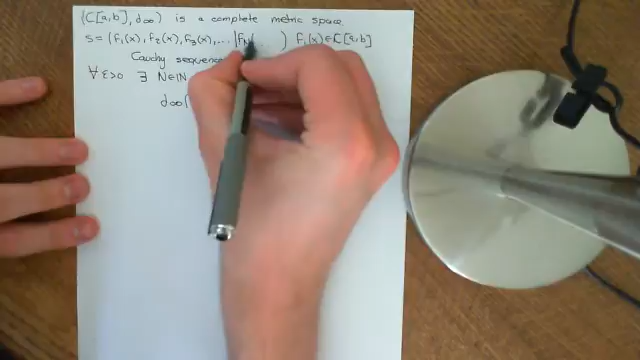 (C[a,b], d∞) is a complete metric space.
S = (f₁(x), f₂(x), f₃(x), ... | fₙ( ) fᵢ(x) ∈ C[a,b]
Cauchy sequence
∀ ε>0 ∃ N∈ℕ
d∞(